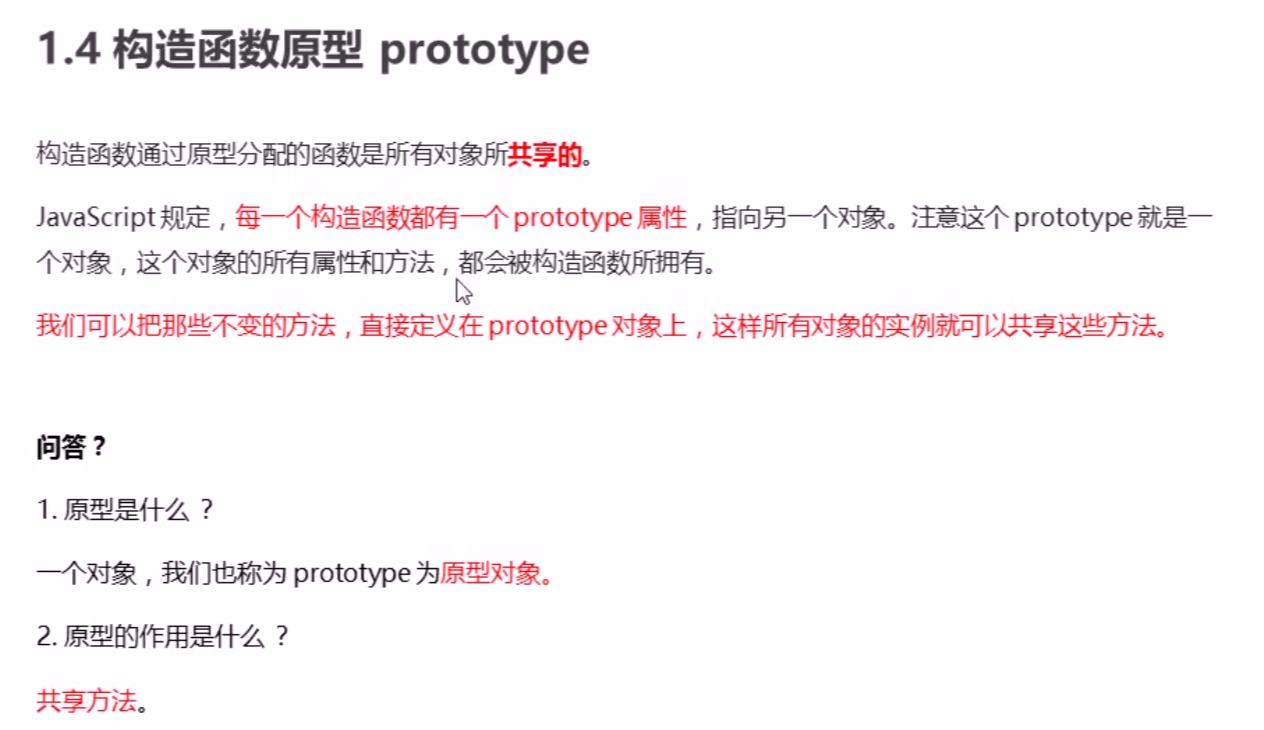 1.4 构造函数原型 prototype
构造函数通过原型分配的函数是所有对象所共享的。
JavaScript 规定，每一个构造函数都有一个 prototype 属性，指向另一个对象。注意这个 prototype 就是一
个对象，这个对象的所有属性和方法，都会被构造函数所拥有。
我们可以把那些不变的方法，直接定义在 prototype 对象上，这样所有对象的实例就可以共享这些方法。
问答？
1. 原型是什么 ？
一个对象，我们也称为 prototype 为原型对象。
2. 原型的作用是什么 ？
共享方法。